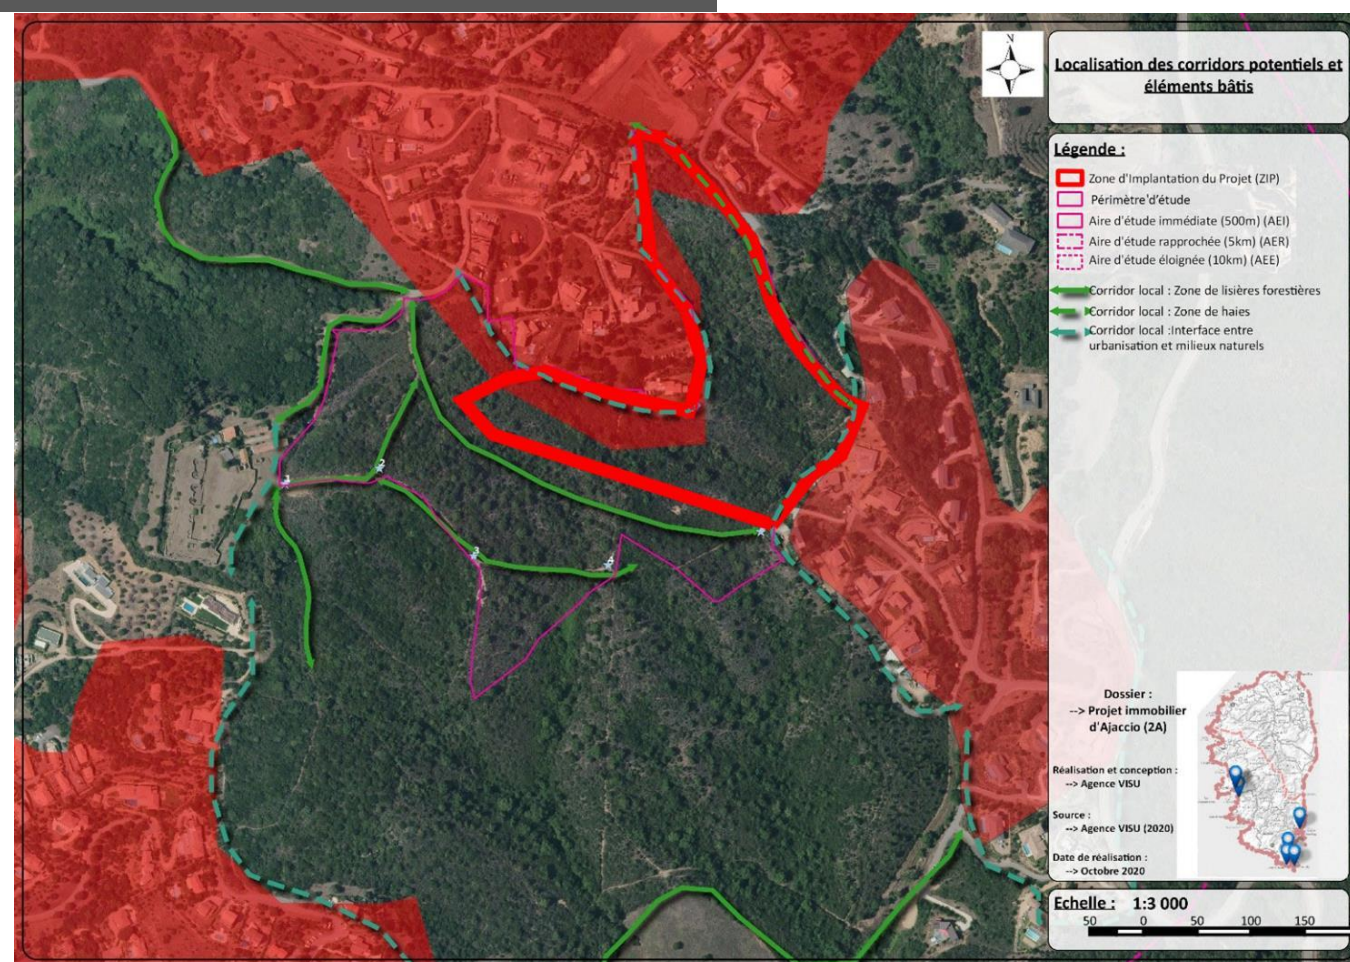 N
Localisation des corridors potentiels et
éléments bâtis
Légende :
Zone d'Implantation du Projet (ZIP)
Périmètre d'étude
Aire d'étude immédiate (500m) (AEI)
Aire d'étude rapprochée (5km) (AER)
Aire d'étude éloignée (10km) (AEE)
Corridor local : Zone de lisières forestières
Corridor local : Zone de haies
Corridor local :Interface entre
urbanisation et milieux naturels
1
2
3
4
Dossier :
--> Projet immobilier
d'Ajaccio (2A)
Réalisation et conception :
--> Agence VISU
Source :
--> Agence VISU (2020)
Date de réalisation :
--> Octobre 2020
Echelle : 1:3 000
50 0 50 100 150